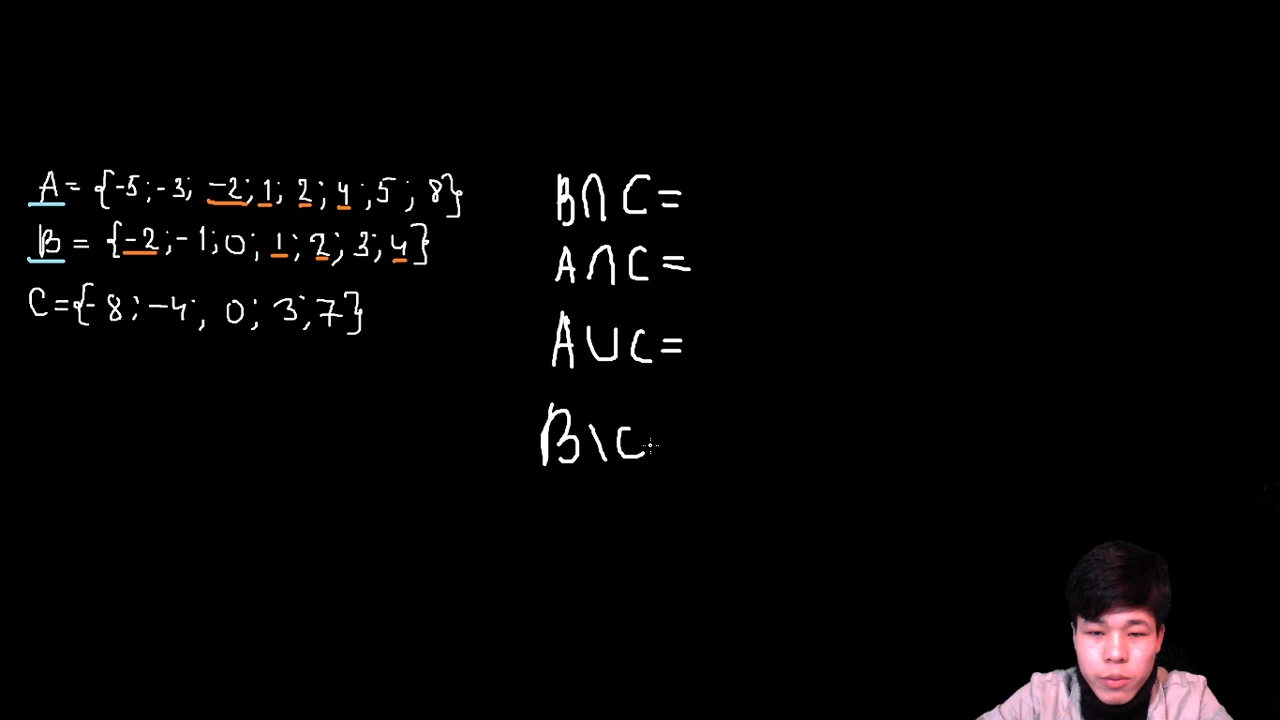 A = {-5; -3; -2; 1; 2; 4; 5; 8}
B = {-2; -1; 0; 1; 2; 3; 4}
C = {-8; -4; 0; 3; 7}
B∩C =
A∩C =
A∪C =
B\C